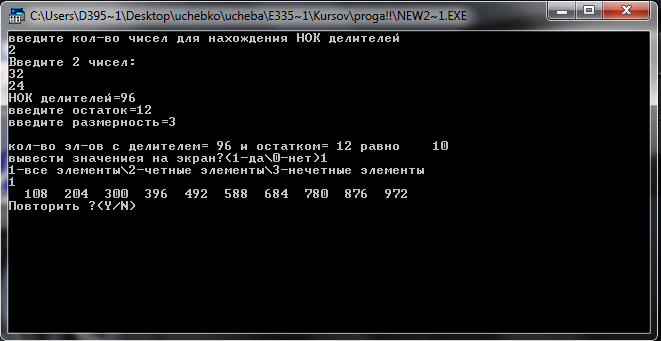 C:\Users\D395~1\Desktop\uchebko\ucheba\E335~1\Kursov\proga!!\NEW2~1.EXE
введите кол-во чисел для нахождения НОК делителей
2
Введите 2 чисел:
32
24
НОК делителей=96
введите остаток=12
введите размерность=3
кол-во эл-ов с делителем= 96 и остатком= 12 равно    10
вывести значениея на экран?(1-да\0-нет)1
1-все элементы\2-четные элементы\3-нечетные элементы
1
108  204  300  396  492  588  684  780  876  972
Повторить ?(Y/N)